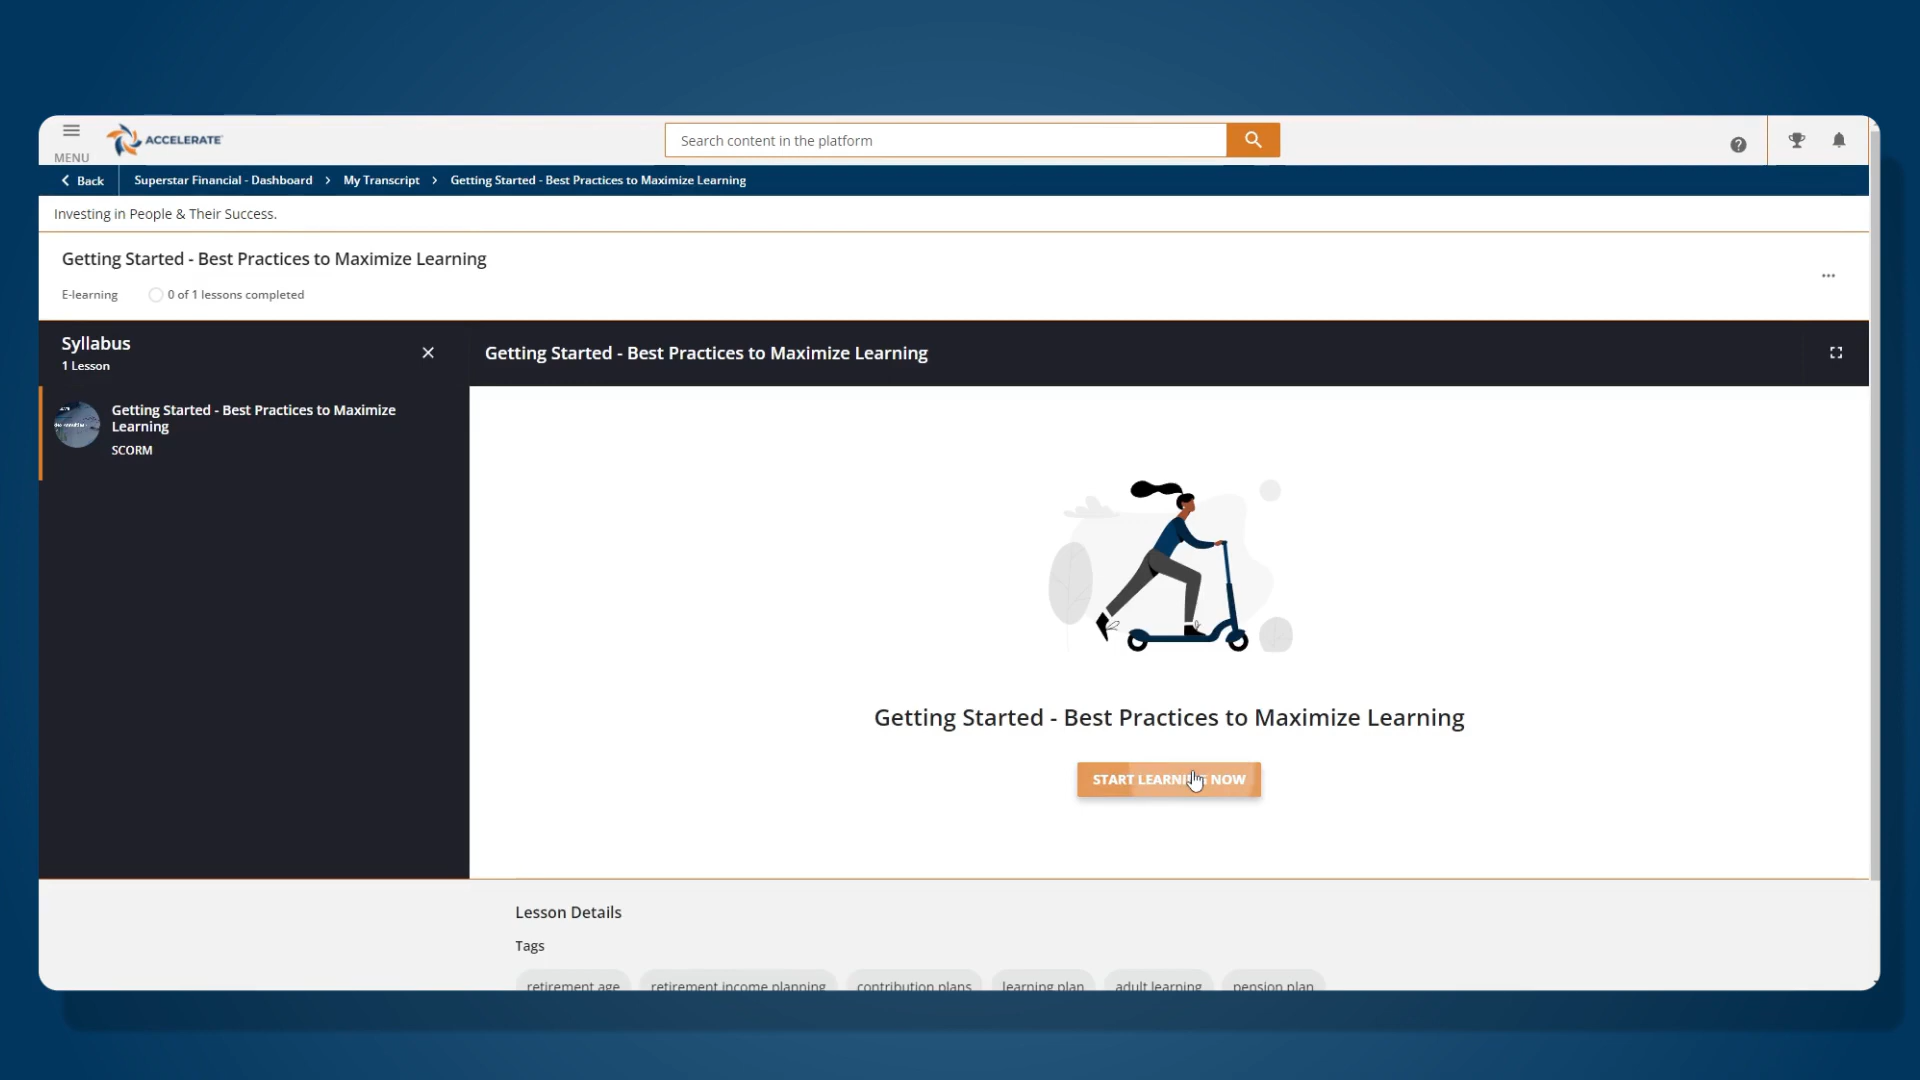 MENU
ACCELERATE
Search content in the platform
Back
Superstar Financial - Dashboard > My Transcript > Getting Started - Best Practices to Maximize Learning
Investing in People & Their Success.
Getting Started - Best Practices to Maximize Learning
E-learning
0 of 1 lessons completed
Syllabus
1 Lesson
Getting Started - Best Practices to Maximize
Learning
SCORM
Getting Started - Best Practices to Maximize Learning
Getting Started - Best Practices to Maximize Learning
START LEARNING NOW
Lesson Details
Tags
retirement age
retirement income planning
contribution plans
learning plan
adult learning
pension plan